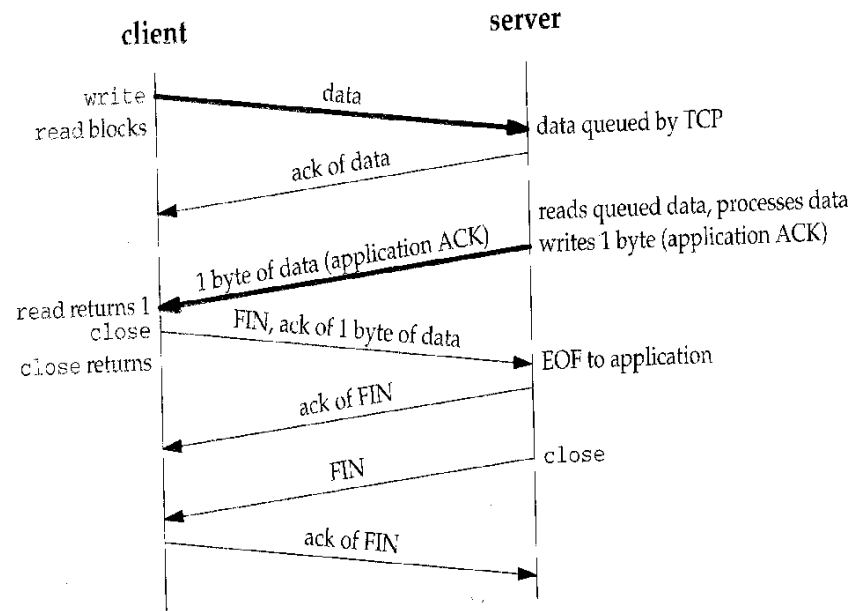 client
server
write
data
read blocks
data queued by TCP
ack of data
reads queued data, processes data
writes 1 byte (application ACK)
1 byte of data (application ACK)
read returns 1
close
FIN, ack of 1 byte of data
close returns
EOF to application
ack of FIN
close
FIN
ack of FIN